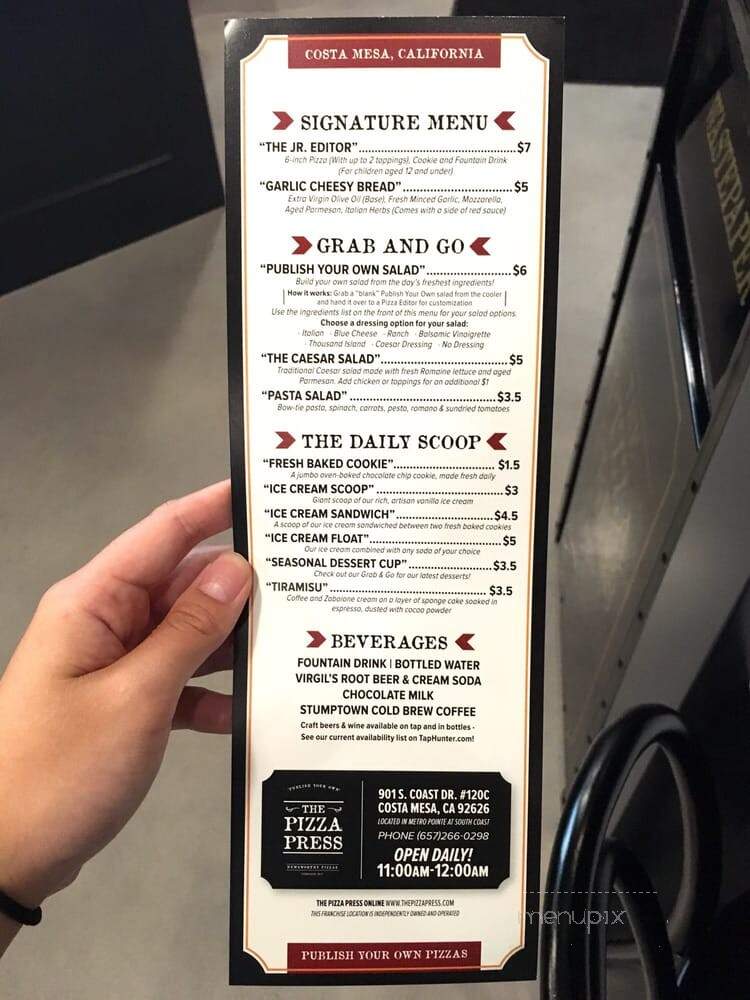 COSTA MESA, CALIFORNIA
SIGNATURE MENU
"THE JR. EDITOR"........................................$7
6-inch Pizza (With up to 2 toppings), Cookie and Fountain Drink
(For children aged 12 and under)
"GARLIC CHEESY BREAD"............................$5
Extra Virgin Olive Oil (Base), Fresh Minced Garlic, Mozzarella,
Aged Parmesan, Italian Herbs (Comes with a side of red sauce)
GRAB AND GO
"PUBLISH YOUR OWN SALAD"......................$6
Build your own salad from the day's freshest ingredients!
How it works: Grab a "blank" Publish Your Own salad from the cooler
and hand it over to a Pizza Editor for customization
Use the ingredients list on the front of this menu for your salad options.
Choose a dressing option for your salad:
· Italian · Blue Cheese · Ranch · Balsamic Vinaigrette
· Thousand Island · Caesar Dressing · No Dressing
"THE CAESAR SALAD"................................$5
Traditional Caesar salad made with fresh Romaine lettuce and aged
Parmesan. Add chicken or toppings for an additional $1
"PASTA SALAD" .....................................$3.5
Bow-tie pasta, spinach, carrots, pesto, romano & sundried tomatoes
THE DAILY SCOOP
"FRESH BAKED COOKIE".......................... $1.5
A jumbo oven-baked chocolate chip cookie, made fresh daily
"ICE CREAM SCOOP" ................................$3
Giant scoop of our rich, artisan vanilla ice cream
"ICE CREAM SANDWICH".........................$4.5
A scoop of our ice cream sandwiched between two fresh baked cookies
"ICE CREAM FLOAT"..................................$5
Our ice cream combined with any soda of your choice
"SEASONAL DESSERT CUP".....................$3.5
Check out our Grab & Go for our latest desserts!
"TIRAMISU"......................................... $3.5
Coffee and Zabaione cream on a layer of sponge cake soaked in
espresso, dusted with cocoa powder
BEVERAGES
FOUNTAIN DRINK | BOTTLED WATER
VIRGIL'S ROOT BEER & CREAM SODA
CHOCOLATE MILK
STUMPTOWN COLD BREW COFFEE
Craft beers & wine available on tap and in bottles -
See our current availability list on TapHunter.com!
"PUBLISH YOUR OWN"
THE
PIZZA
PRESS
NEWSWORTHY PIZZAS
901 S. COAST DR. #120C
COSTA MESA, CA 92626
LOCATED IN METRO POINTE AT SOUTH COAST
PHONE (657)266-0298
OPEN DAILY!
11:00AM-12:00AM
THE PIZZA PRESS ONLINE WWW.THEPIZZAPRESS.COM
THIS FRANCHISE LOCATION IS INDEPENDENTLY OWNED AND OPERATED
PUBLISH YOUR OWN PIZZAS
menupix